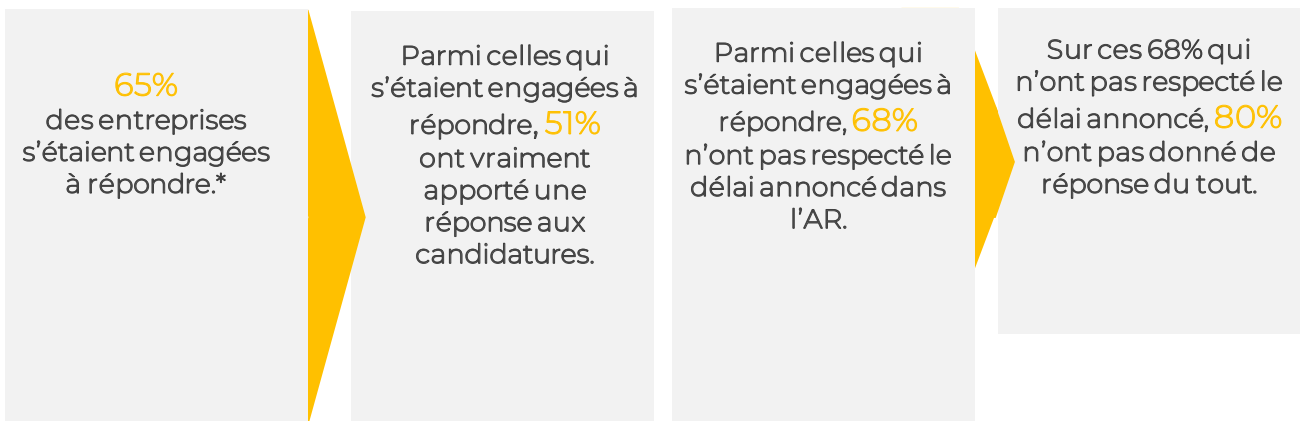 65%
des entreprises
s'étaient engagées
à répondre.*
Parmi celles qui
s'étaient engagées à
répondre, 51%
ont vraiment
apporté une
réponse aux
candidatures.
Parmi celles qui
s'étaient engagées à
répondre, 68%
n'ont pas respecté le
délai annoncé dans
l'AR.
Sur ces 68% qui
n'ont pas respecté le
délai annoncé, 80%
n'ont pas donné de
réponse du tout.